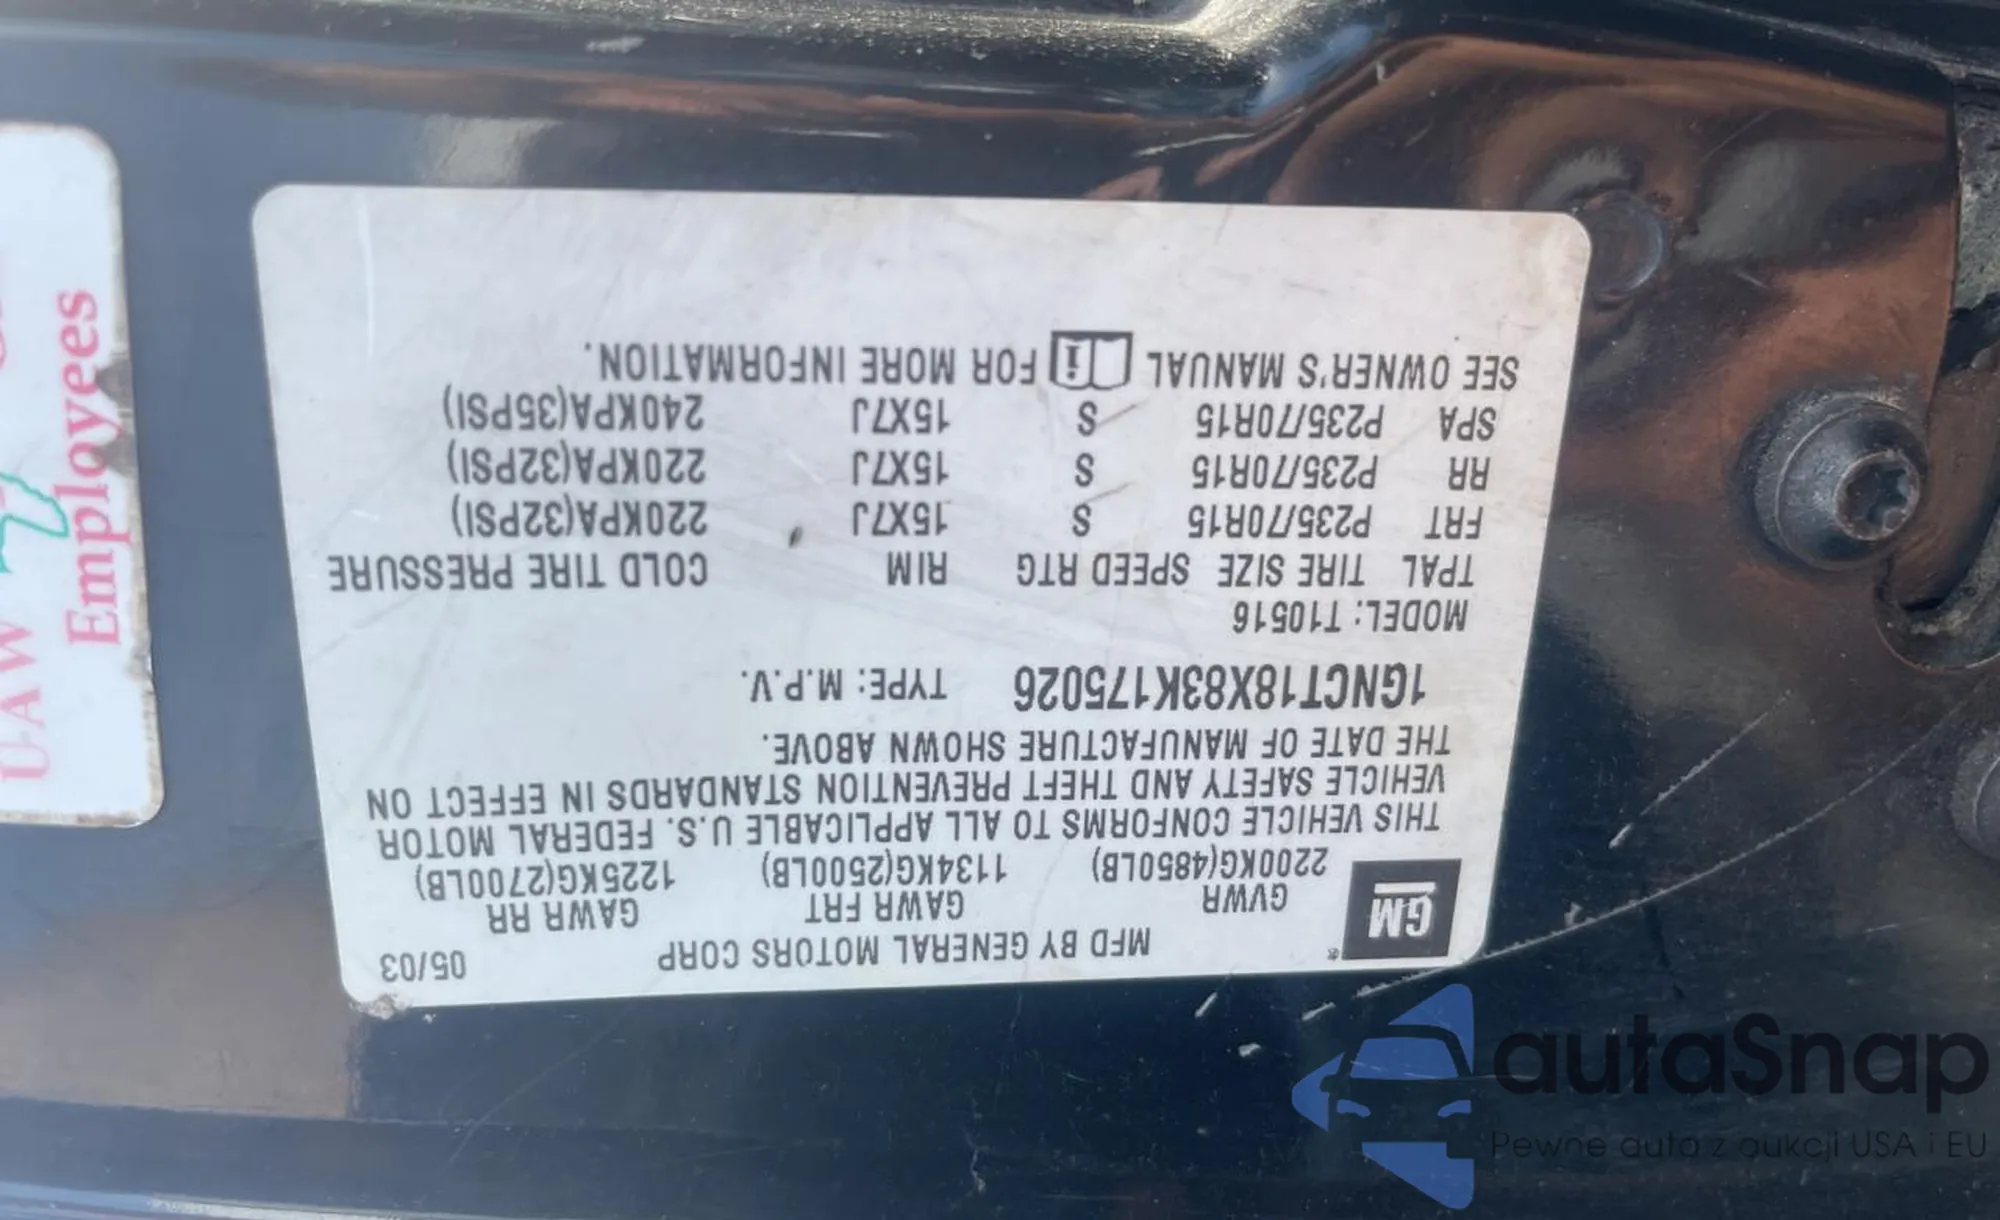 MFD BY GENERAL MOTORS CORP 05/03
GM
GVWR GAWR FRT GAWR RR
2200KG(4850LB) 1134KG(2500LB) 1225KG(2700LB)
THIS VEHICLE CONFORMS TO ALL APPLICABLE U.S. FEDERAL MOTOR
VEHICLE SAFETY AND THEFT PREVENTION STANDARDS IN EFFECT ON
THE DATE OF MANUFACTURE SHOWN ABOVE.
1GNCT18X83K175026 TYPE: M.P.V.
MODEL: T10516
TPAL TIRE SIZE SPEED RTG RIM COLD TIRE PRESSURE
FRT P235/70R15 S 15X7J 220KPA(32PSI)
RR P235/70R15 S 15X7J 220KPA(32PSI)
SPA P235/70R15 S 15X7J 240KPA(35PSI)
SEE OWNER'S MANUAL FOR MORE INFORMATION.
UAW
Employees
autaSnap
Pewne auta z aukcji USA i EU